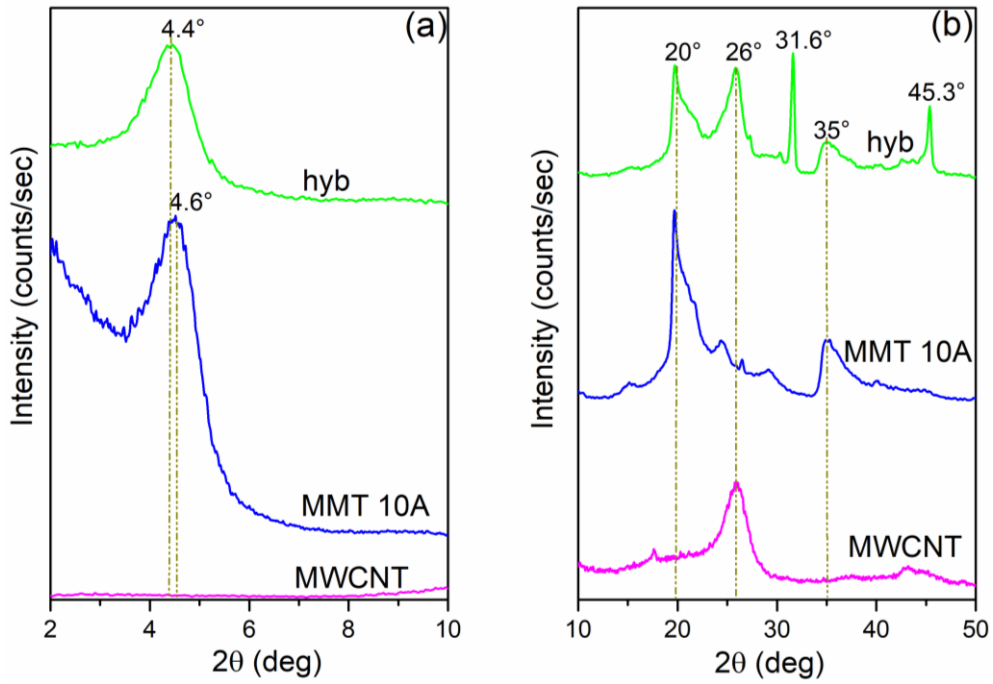 (a)
4.4°
hyb
4.6°
MMT 10A
MWCNT
Intensity (counts/sec)
2 4 6 8 10
2θ (deg)
(b)
20° 26° 31.6°
45.3°
35°
hyb
MMT 10A
MWCNT
Intensity (counts/sec)
10 20 30 40 50
2θ (deg)